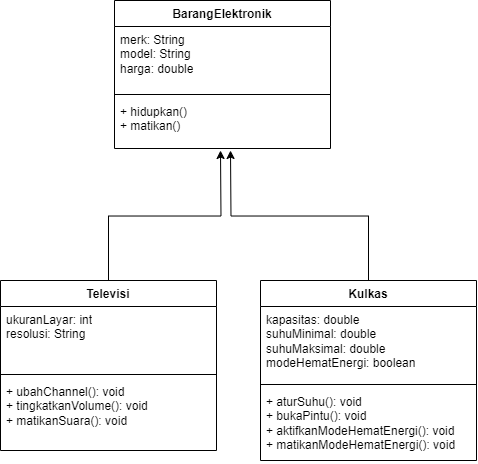 BarangElektronik
merk: String
model: String
harga: double
+ hidupkan()
+ matikan()
Televisi
ukuranLayar: int
resolusi: String
+ ubahChannel(): void
+ tingkatkanVolume(): void
+ matikanSuara(): void
Kulkas
kapasitas: double
suhuMinimal: double
suhuMaksimal: double
modeHematEnergi: boolean
+ aturSuhu(): void
+ bukaPintu(): void
+ aktifkanModeHematEnergi(): void
+ matikanModeHematEnergi(): void